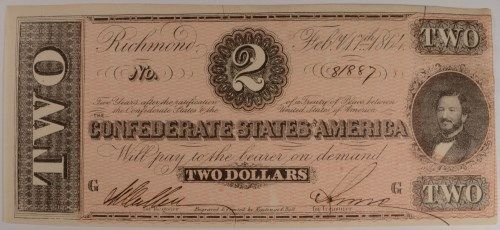 TWO
Richmond, Feby. 17th 1864.
TWO
2
No. 81887
Two Years after the ratification of a Treaty of Peace between
the Confederate States & the United States of America
THE
CONFEDERATE STATES OF AMERICA
Will pay to the bearer on demand
TWO DOLLARS
G G
TWO